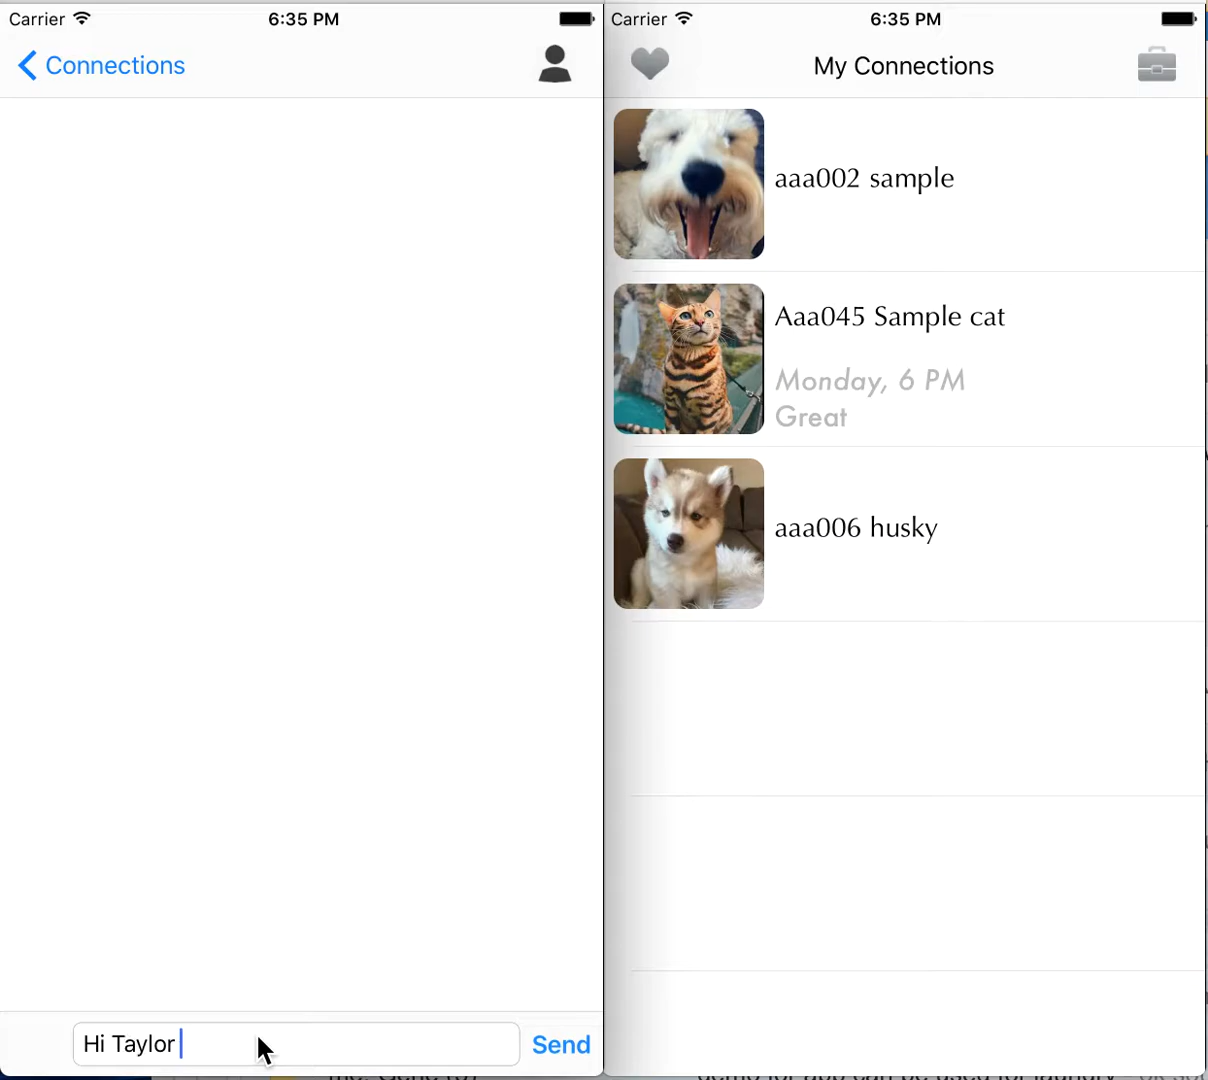 Carrier 6:35 PM
Connections
Hi Taylor
Send
Carrier 6:35 PM
My Connections
aaa002 sample
Aaa045 Sample cat
Monday, 6 PM
Great
aaa006 husky